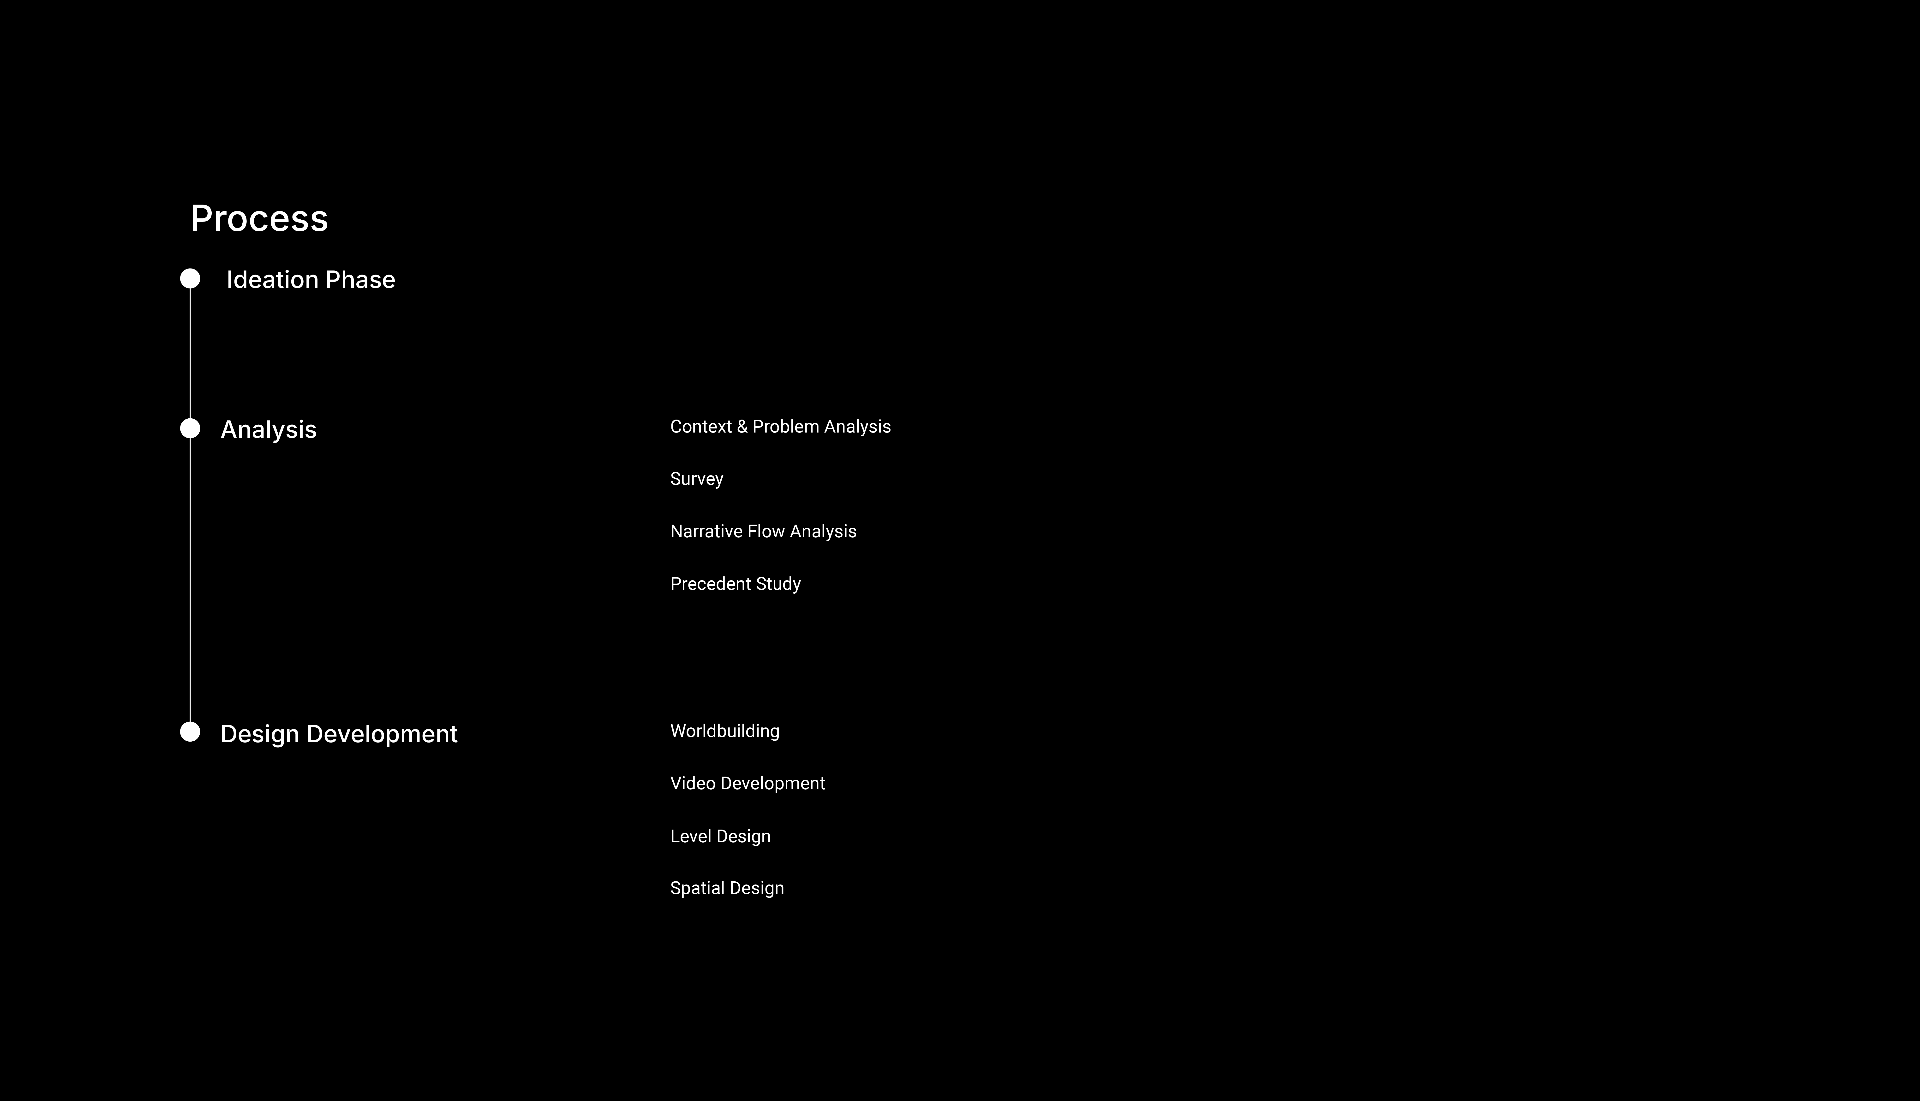 Process
Ideation Phase
Analysis
Context & Problem Analysis
Survey
Narrative Flow Analysis
Precedent Study
Design Development
Worldbuilding
Video Development
Level Design
Spatial Design